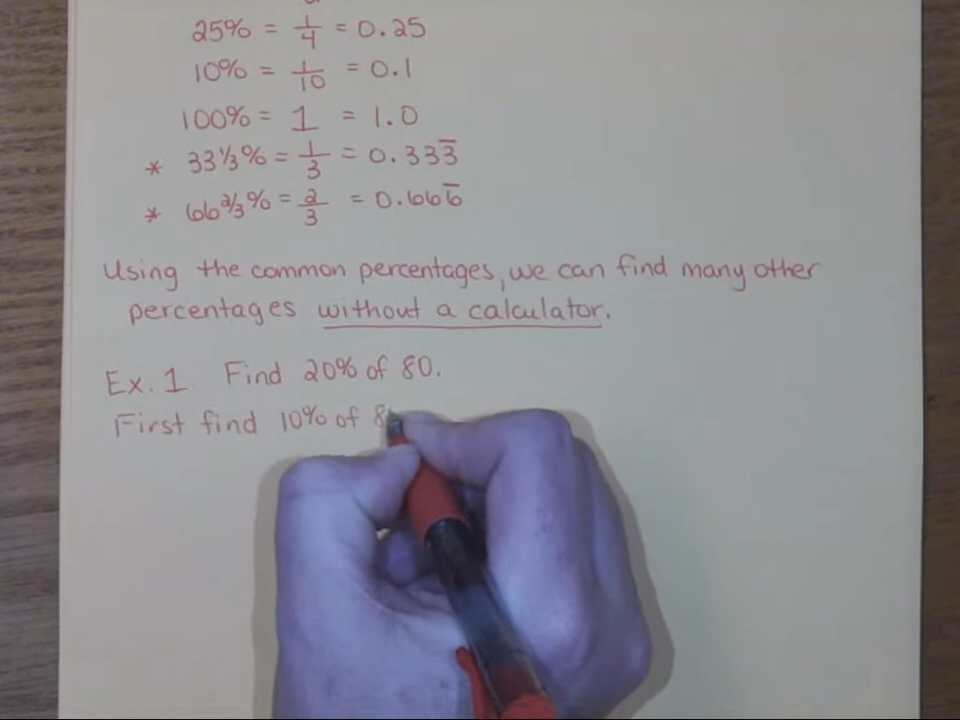 25% = 1/4 = 0.25
10% = 1/10 = 0.1
100% = 1 = 1.0
* 33⅓% = 1/3 = 0.333̅
* 66⅔% = 2/3 = 0.666̅
Using the common percentages, we can find many other
percentages without a calculator.
Ex. 1 Find 20% of 80.
First find 10% of 8